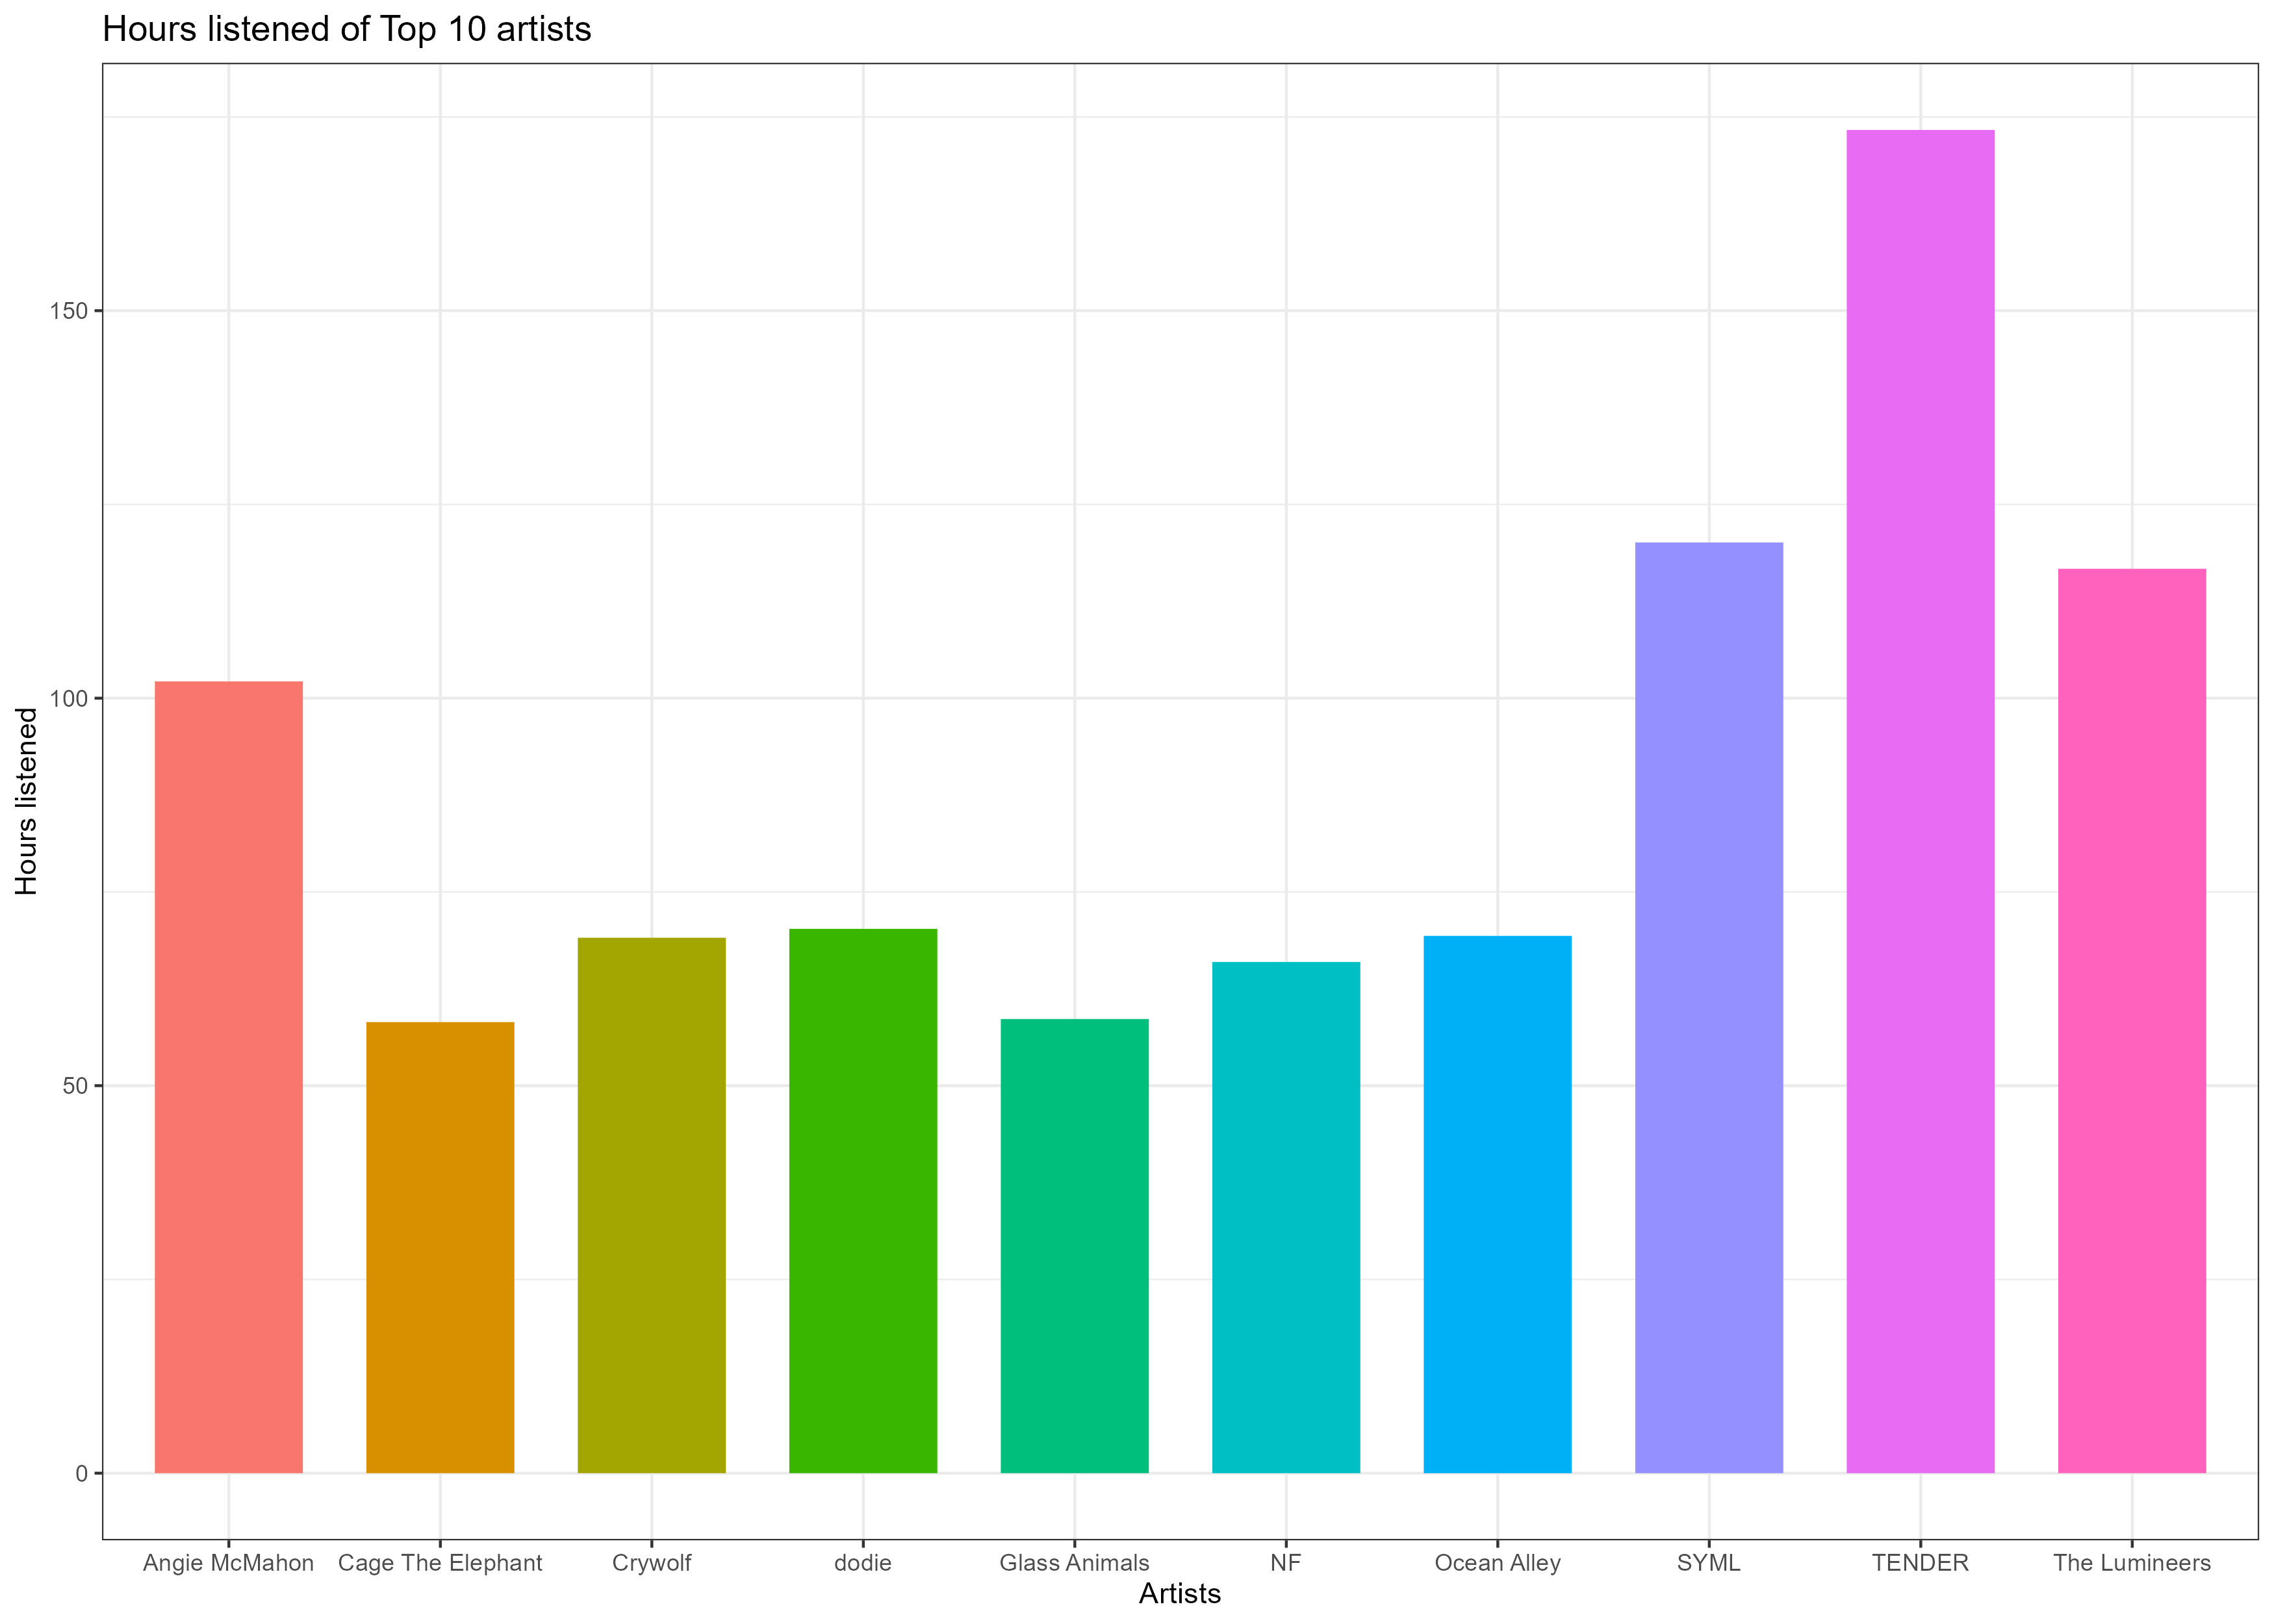 Hours listened of Top 10 artists
Hours listened
150
100
50
0
Angie McMahon Cage The Elephant Crywolf dodie Glass Animals NF Ocean Alley SYML TENDER The Lumineers
Artists